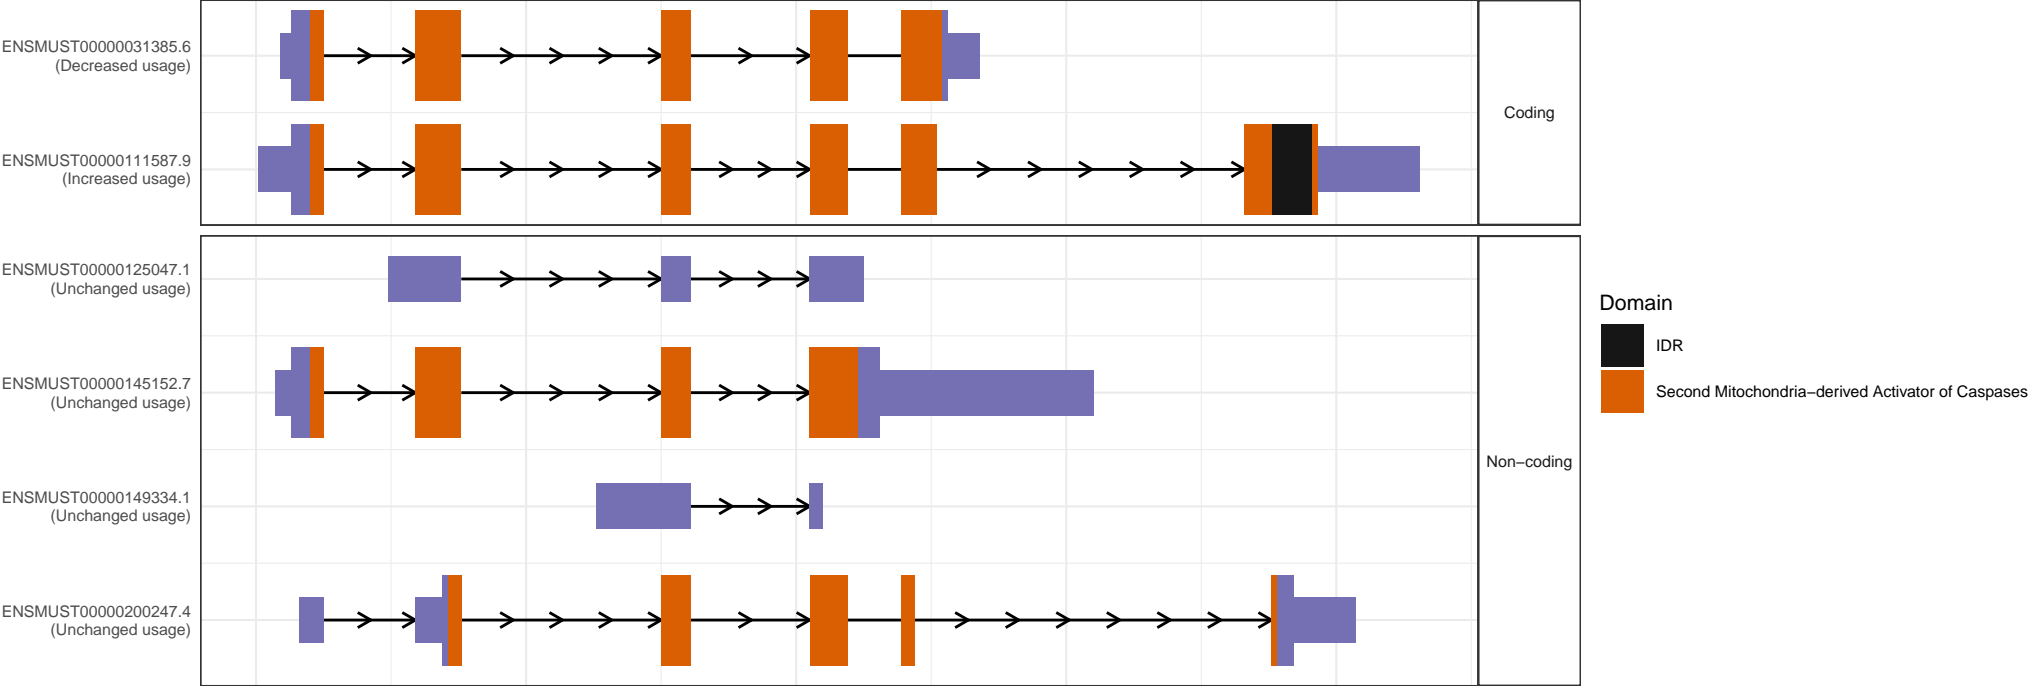 ENSMUST00000031385.6
(Decreased usage)
ENSMUST00000111587.9
(Increased usage)
Coding
ENSMUST00000125047.1
(Unchanged usage)
ENSMUST00000145152.7
(Unchanged usage)
ENSMUST00000149334.1
(Unchanged usage)
ENSMUST00000200247.4
(Unchanged usage)
Non−coding
Domain
IDR
Second Mitochondria−derived Activator of Caspases